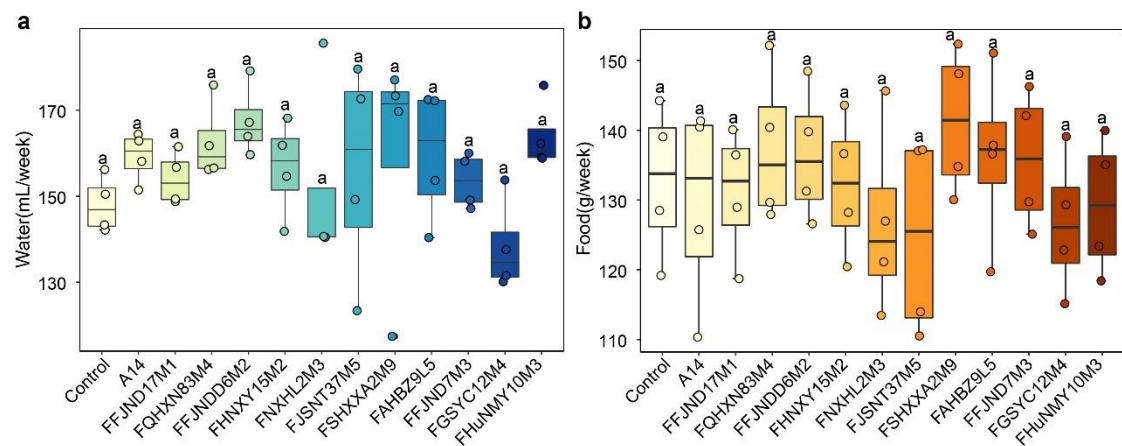 a
Water(mL/week)
170
150
130
a
a
a
a
a
a
a
a
a
a
a
a
a
Control
A14
FFJND17M1
FQHXN83M4
FFJNDD6M2
FHNXY15M2
FNXHL2M3
FJSNT37M5
FSHXXA2M9
FAHBZ9L5
FFJND7M3
FGSYC12M4
FHuNMY10M3
b
Food(g/week)
150
140
130
120
110
a
a
a
a
a
a
a
a
a
a
a
a
a
Control
A14
FFJND17M1
FQHXN83M4
FFJNDD6M2
FHNXY15M2
FNXHL2M3
FJSNT37M5
FSHXXA2M9
FAHBZ9L5
FFJND7M3
FGSYC12M4
FHuNMY10M3